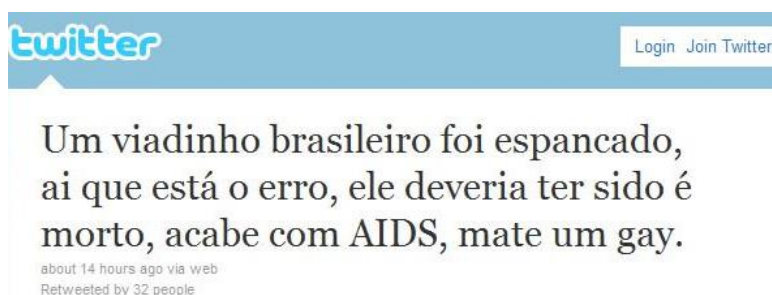 twitter
Login Join Twitter
Um viadinho brasileiro foi espancado,
ai que está o erro, ele deveria ter sido é
morto, acabe com AIDS, mate um gay.
about 14 hours ago via web
Retweeted by 32 people